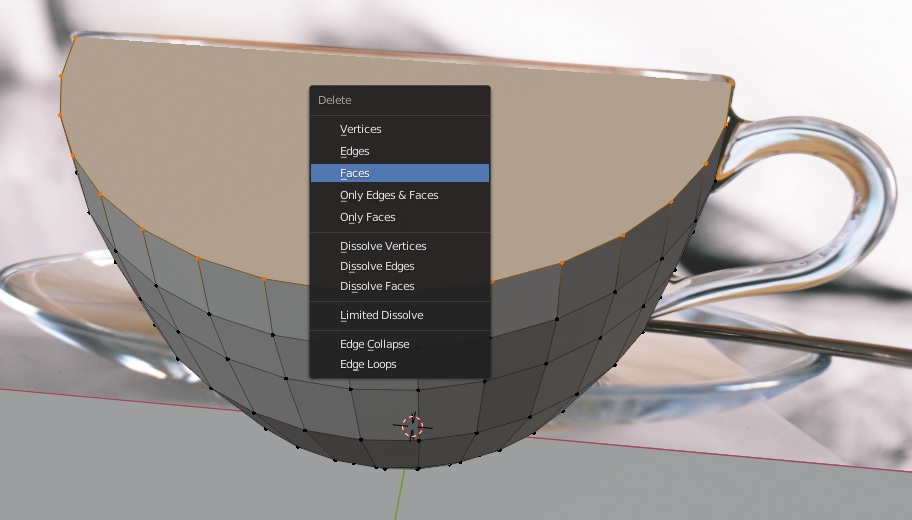 Delete
Vertices
Edges
Faces
Only Edges & Faces
Only Faces
Dissolve Vertices
Dissolve Edges
Dissolve Faces
Limited Dissolve
Edge Collapse
Edge Loops